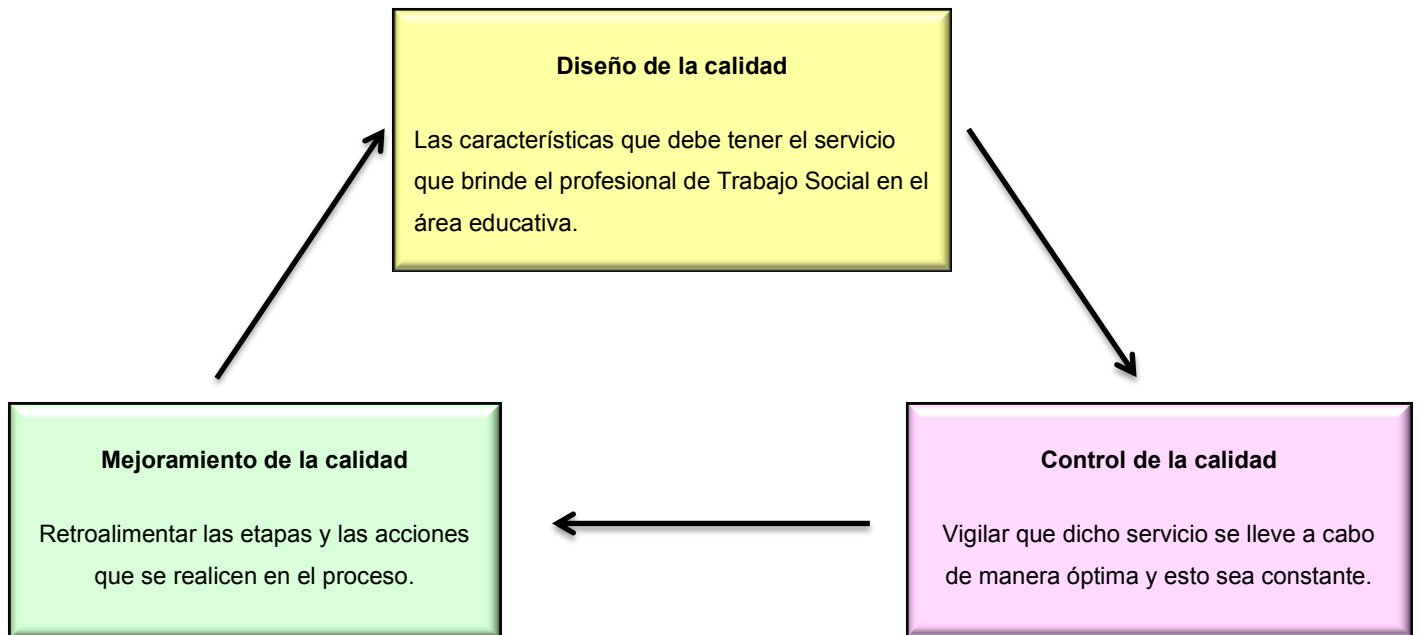 Diseño de la calidad
Las características que debe tener el servicio
que brinde el profesional de Trabajo Social en el
área educativa.
Mejoramiento de la calidad
Retroalimentar las etapas y las acciones
que se realicen en el proceso.
Control de la calidad
Vigilar que dicho servicio se lleve a cabo
de manera óptima y esto sea constante.